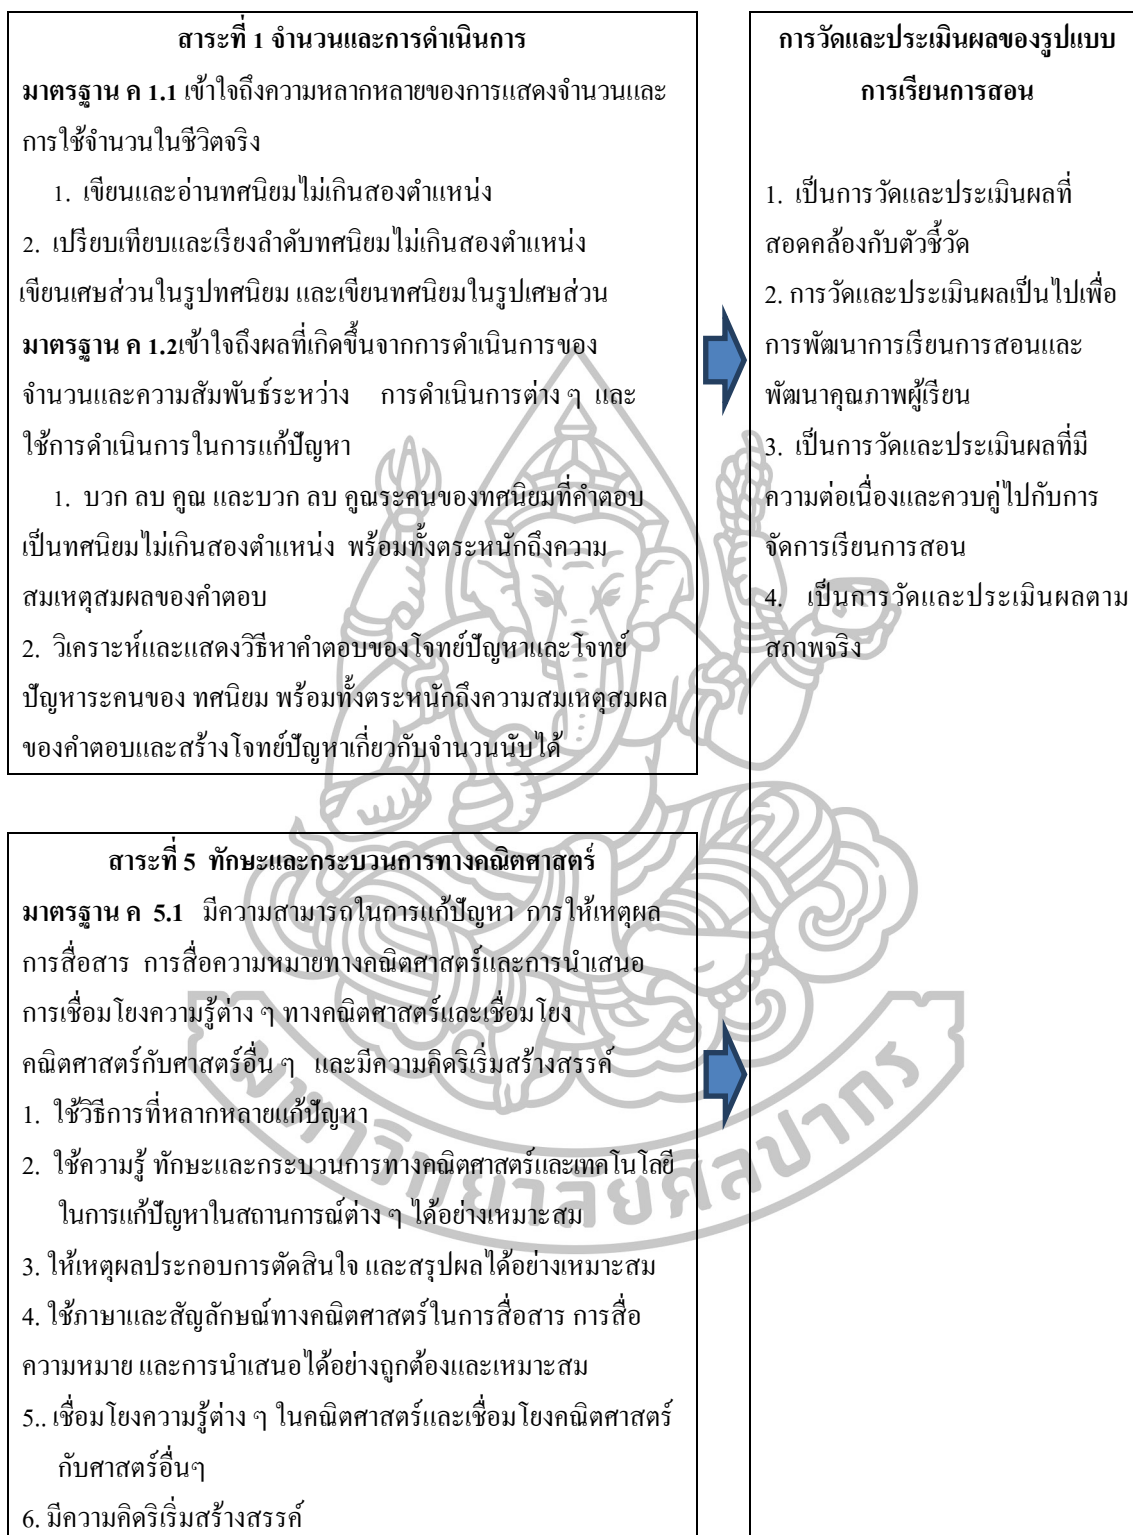 สาระที่ 1 จำนวนและการดำเนินการ
มาตรฐาน ค 1.1 เข้าใจถึงความหลากหลายของการแสดงจำนวนและ
การใช้จำนวนในชีวิตจริง
1. เขียนและอ่านทศนิยมไม่เกินสองตำแหน่ง
2. เปรียบเทียบและเรียงลำดับทศนิยมไม่เกินสองตำแหน่ง
เขียนเศษส่วนในรูปทศนิยม และเขียนทศนิยมในรูปเศษส่วน
มาตรฐาน ค 1.2เข้าใจถึงผลที่เกิดขึ้นจากการดำเนินการของ
จำนวนและความสัมพันธ์ระหว่าง การดำเนินการต่าง ๆ และ
ใช้การดำเนินการในการแก้ปัญหา
1. บวก ลบ คูณ และบวก ลบ คูณระคนของทศนิยมที่คำตอบ
เป็นทศนิยมไม่เกินสองตำแหน่ง พร้อมทั้งตระหนักถึงความ
สมเหตุสมผลของคำตอบ
2. วิเคราะห์และแสดงวิธีหาคำตอบของโจทย์ปัญหาและโจทย์
ปัญหาระคนของ ทศนิยม พร้อมทั้งตระหนักถึงความสมเหตุสมผล
ของคำตอบและสร้างโจทย์ปัญหาเกี่ยวกับจำนวนนับได้
สาระที่ 5 ทักษะและกระบวนการทางคณิตศาสตร์
มาตรฐาน ค 5.1 มีความสามารถในการแก้ปัญหา การให้เหตุผล
การสื่อสาร การสื่อความหมายทางคณิตศาสตร์และการนำเสนอ
การเชื่อมโยงความรู้ต่าง ๆ ทางคณิตศาสตร์และเชื่อมโยง
คณิตศาสตร์กับศาสตร์อื่น ๆ และมีความคิดริเริ่มสร้างสรรค์
1. ใช้วิธีการที่หลากหลายแก้ปัญหา
2. ใช้ความรู้ ทักษะและกระบวนการทางคณิตศาสตร์และเทคโนโลยี
ในการแก้ปัญหาในสถานการณ์ต่าง ๆ ได้อย่างเหมาะสม
3. ให้เหตุผลประกอบการตัดสินใจ และสรุปผลได้อย่างเหมาะสม
4. ใช้ภาษาและสัญลักษณ์ทางคณิตศาสตร์ในการสื่อสาร การสื่อ
ความหมาย และการนำเสนอได้อย่างถูกต้องและเหมาะสม
5.. เชื่อมโยงความรู้ต่าง ๆ ในคณิตศาสตร์และเชื่อมโยงคณิตศาสตร์
กับศาสตร์อื่นๆ
6. มีความคิดริเริ่มสร้างสรรค์
การวัดและประเมินผลของรูปแบบ
การเรียนการสอน
1. เป็นการวัดและประเมินผลที่
สอดคล้องกับตัวชี้วัด
2. การวัดและประเมินผลเป็นไปเพื่อ
การพัฒนาการเรียนการสอนและ
พัฒนาคุณภาพผู้เรียน
3. เป็นการวัดและประเมินผลที่มี
ความต่อเนื่องและควบคู่ไปกับการ
จัดการเรียนการสอน
4. เป็นการวัดและประเมินผลตาม
สภาพจริง
มหาวิทยาลัยศิลปากร